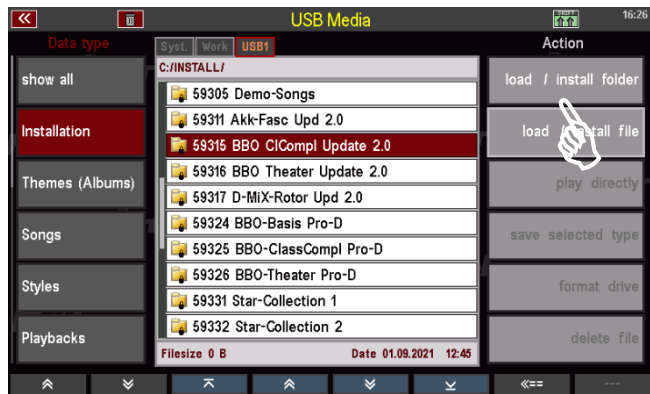 USB Media
SHIFT
16:26
Data type
Syst. Work USB1
Action
C:/INSTALL/
show all
Installation
Themes (Albums)
Songs
Styles
Playbacks
59305 Demo-Songs
59311 Akk-Fasc Upd 2.0
59315 BBO ClCompl Update 2.0
59316 BBO Theater Update 2.0
59317 D-MiX-Rotor Upd 2.0
59324 BBO-Basis Pro-D
59325 BBO-ClassCompl Pro-D
59326 BBO-Theater Pro-D
59331 Star-Collection 1
59332 Star-Collection 2
Filesize 0 B Date 01.09.2021 12:45
load / install folder
load / install file
play directly
save selected type
format drive
delete file
«== ---